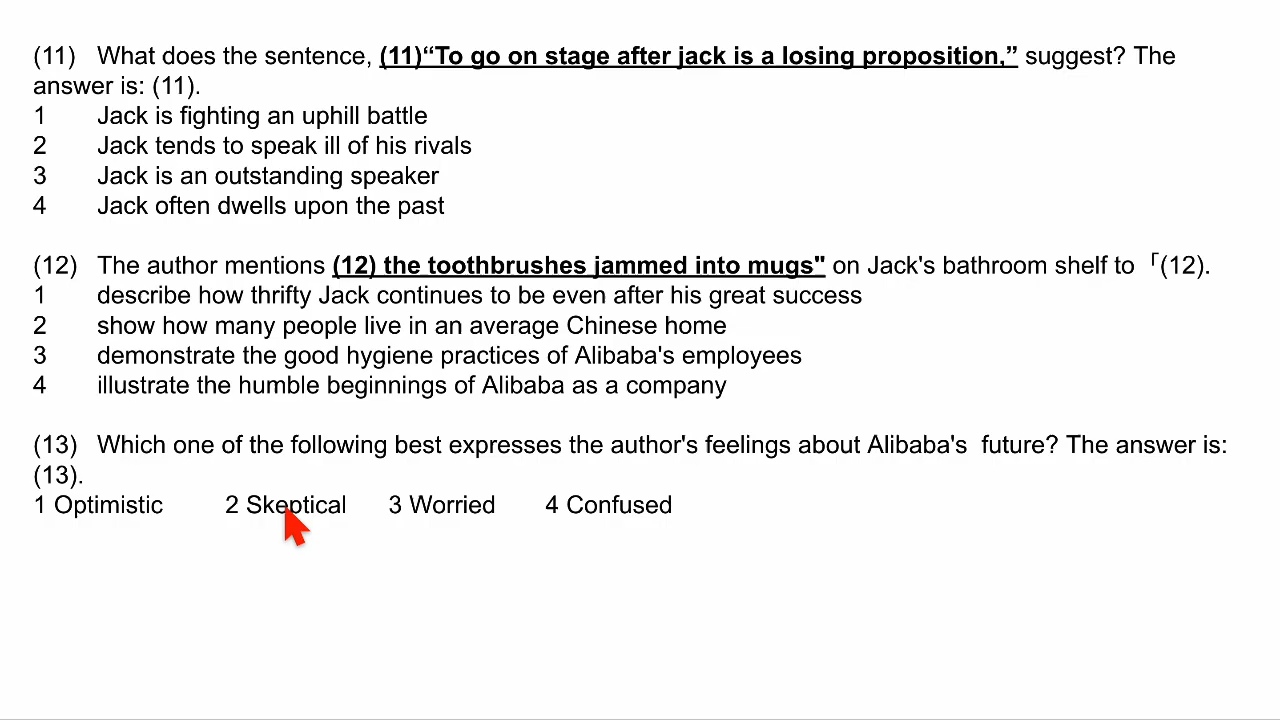 (11) What does the sentence, (11)“To go on stage after jack is a losing proposition,” suggest? The
answer is: (11).
1 Jack is fighting an uphill battle
2 Jack tends to speak ill of his rivals
3 Jack is an outstanding speaker
4 Jack often dwells upon the past
(12) The author mentions (12) the toothbrushes jammed into mugs" on Jack's bathroom shelf to「(12).
1 describe how thrifty Jack continues to be even after his great success
2 show how many people live in an average Chinese home
3 demonstrate the good hygiene practices of Alibaba's employees
4 illustrate the humble beginnings of Alibaba as a company
(13) Which one of the following best expresses the author's feelings about Alibaba's future? The answer is:
(13).
1 Optimistic 2 Skeptical 3 Worried 4 Confused